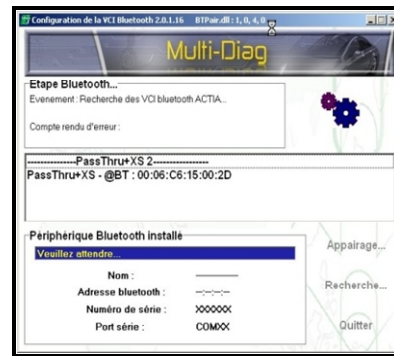 Configuration de la VCI Bluetooth 2.0.1.16 BTPair.dll : 1, 0, 4, 0
Multi-Diag
Etape Bluetooth...
Evenement : Recherche des VCI bluetooth ACTIA...
Compte rendu d'erreur :
---------------PassThru+XS 2-----------------
PassThru+XS - @BT : 00:06:C6:15:00:2D
Périphérique Bluetooth installé
Veuillez attendre...
Nom : ————
Adresse bluetooth : --:--:--
Numéro de série : XXXXXX
Port série : COMXX
Appairage...
Recherche...
Quitter